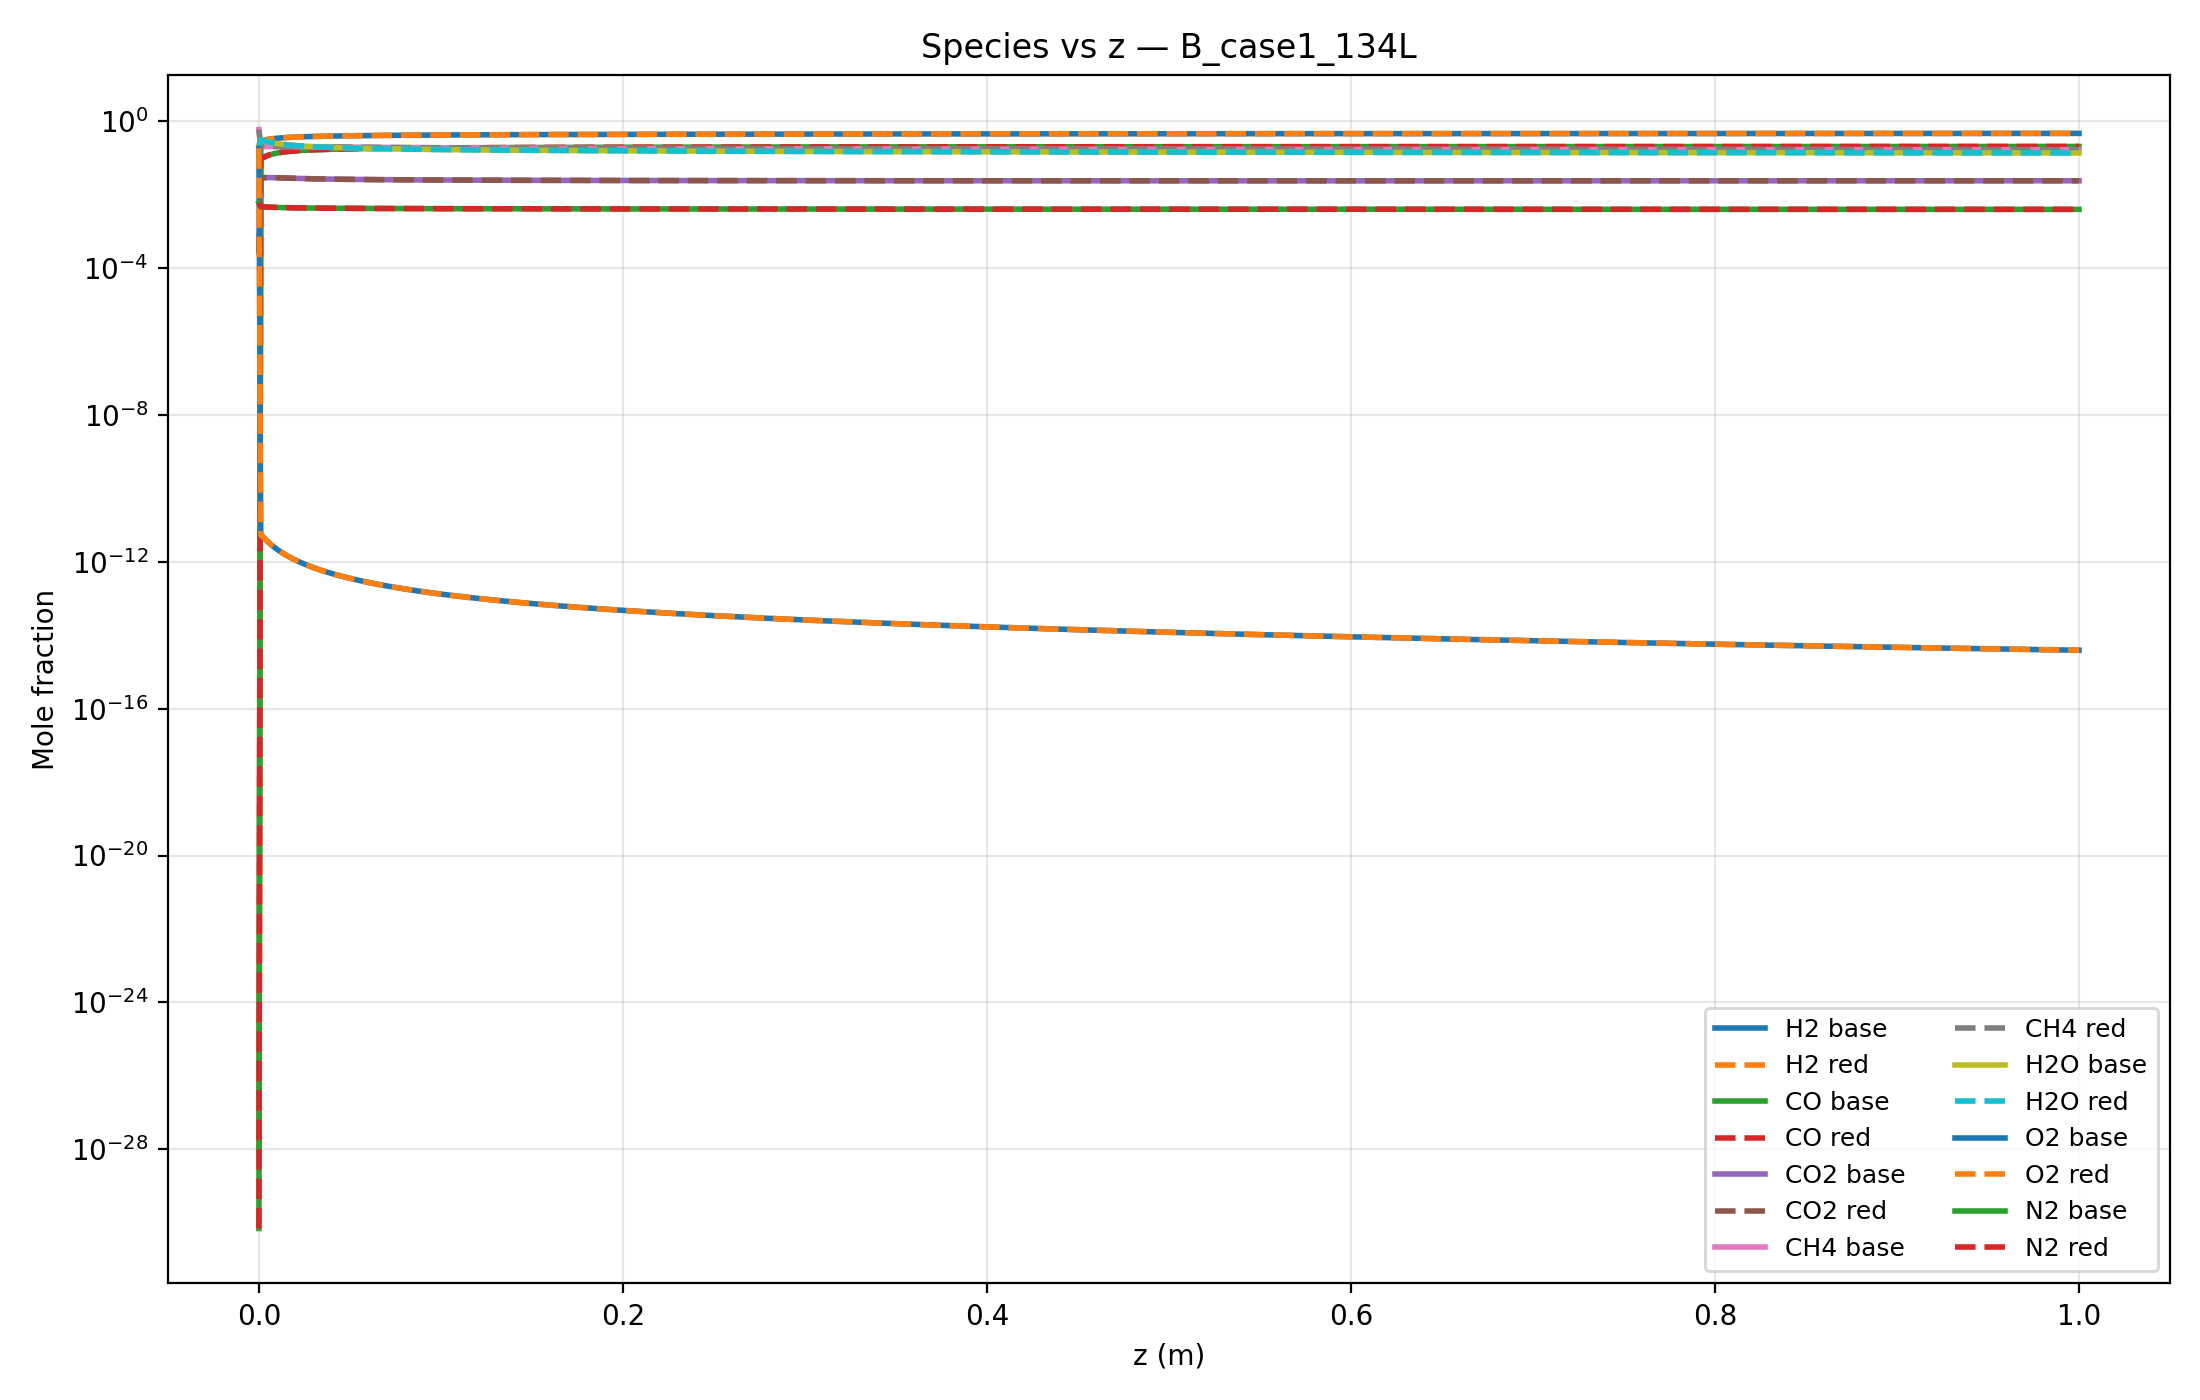 Species vs z — B_case1_134L
Mole fraction
10⁰
10⁻⁴
10⁻⁸
10⁻¹²
10⁻¹⁶
10⁻²⁰
10⁻²⁴
10⁻²⁸
H2 base
H2 red
CO base
CO red
CO2 base
CO2 red
CH4 base
CH4 red
H2O base
H2O red
O2 base
O2 red
N2 base
N2 red
0.0 0.2 0.4 0.6 0.8 1.0
z (m)